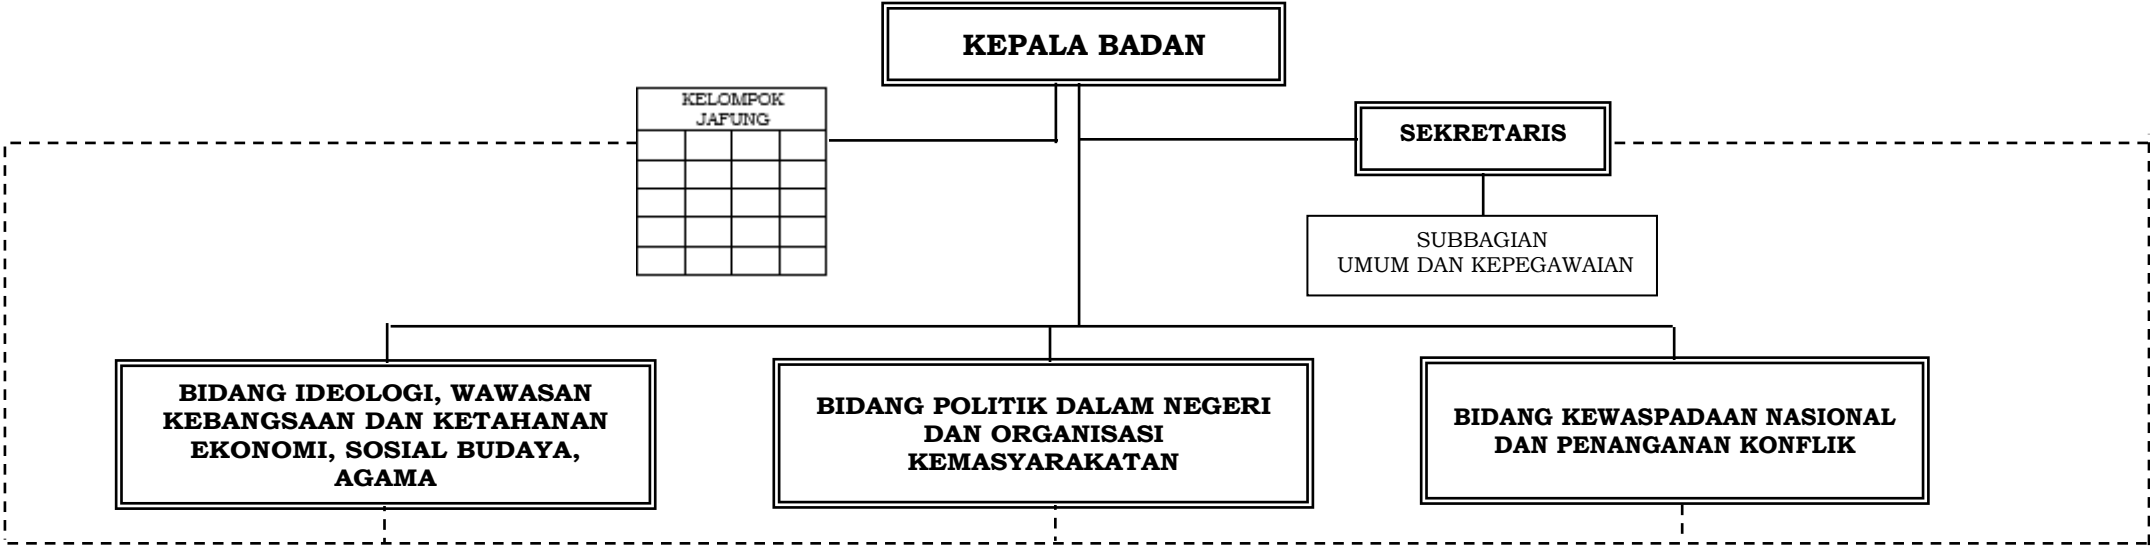 KEPALA BADAN
KELOMPOK
JAFUNG
SEKRETARIS
SUBBAGIAN
UMUM DAN KEPEGAWAIAN
BIDANG IDEOLOGI, WAWASAN
KEBANGSAAN DAN KETAHANAN
EKONOMI, SOSIAL BUDAYA,
AGAMA
BIDANG POLITIK DALAM NEGERI
DAN ORGANISASI
KEMASYARAKATAN
BIDANG KEWASPADAAN NASIONAL
DAN PENANGANAN KONFLIK